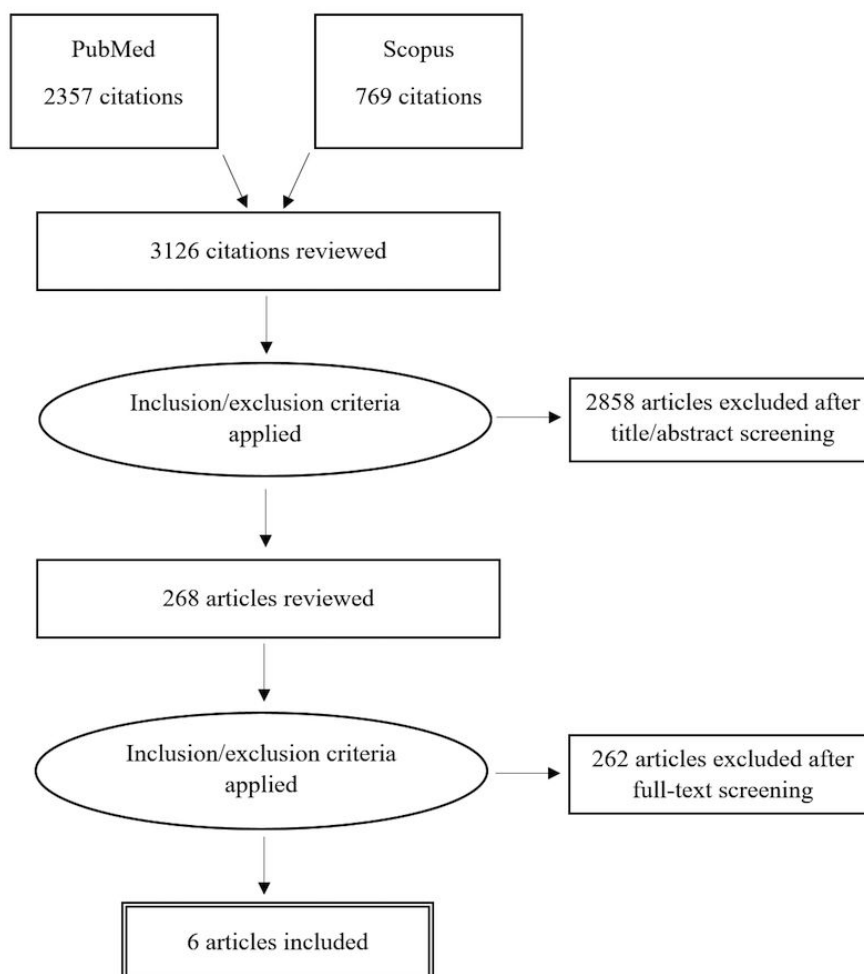 PubMed
2357 citations
Scopus
769 citations
3126 citations reviewed
Inclusion/exclusion criteria
applied
2858 articles excluded after
title/abstract screening
268 articles reviewed
Inclusion/exclusion criteria
applied
262 articles excluded after
full-text screening
6 articles included